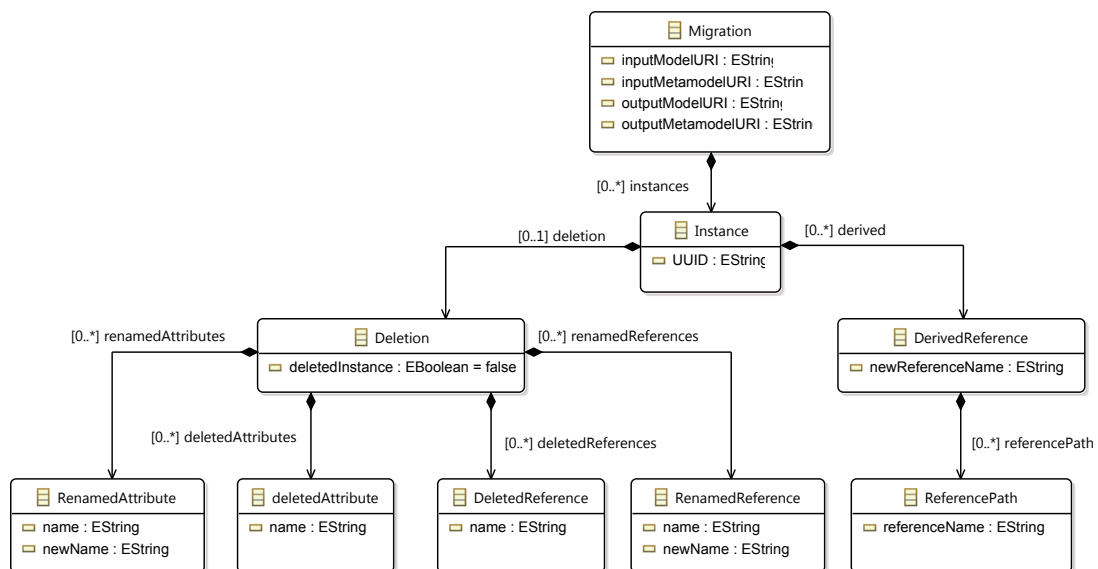 Migration
inputModelURI : EString
inputMetamodelURI : EStrin
outputModelURI : EString
outputMetamodelURI : EStrin
[0..*] instances
Instance
UUID : EString
[0..1] deletion
[0..*] derived
[0..*] renamedAttributes
Deletion
deletedInstance : EBoolean = false
[0..*] renamedReferences
DerivedReference
newReferenceName : EString
[0..*] deletedAttributes
[0..*] deletedReferences
[0..*] referencePath
RenamedAttribute
name : EString
newName : EString
deletedAttribute
name : EString
DeletedReference
name : EString
RenamedReference
name : EString
newName : EString
ReferencePath
referenceName : EString